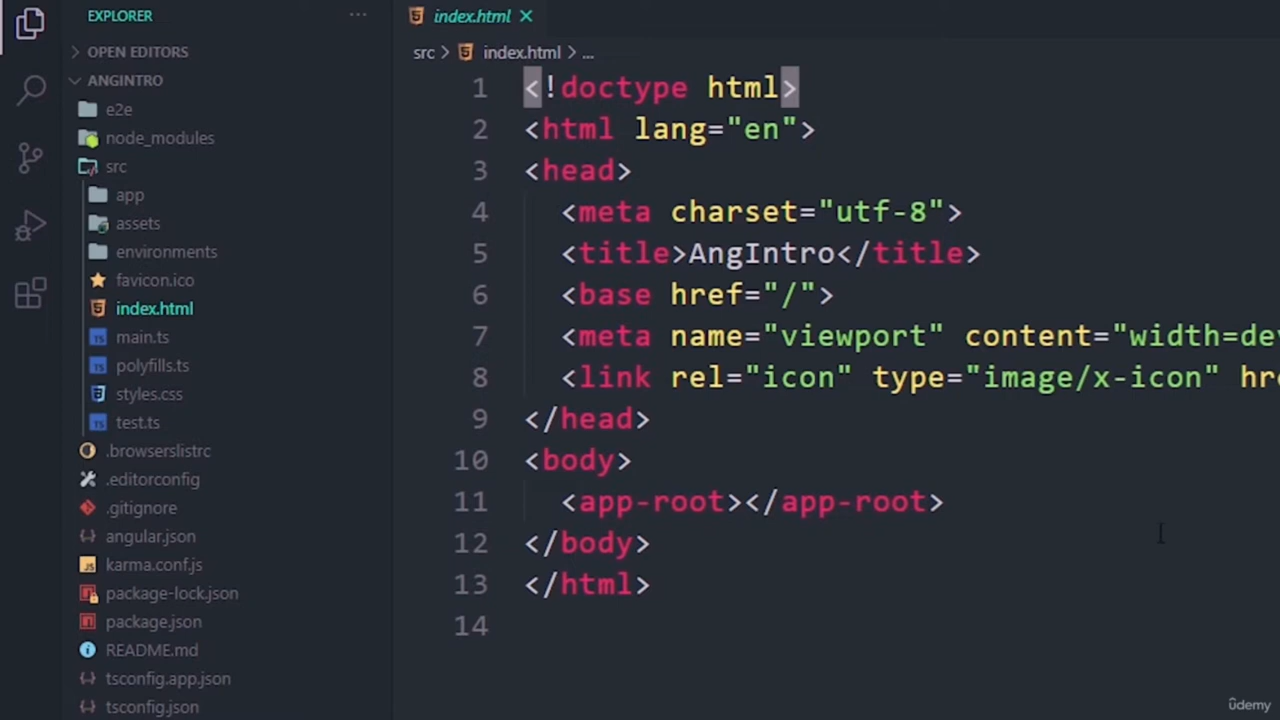 EXPLORER
OPEN EDITORS
ANGINTRO
e2e
node_modules
src
app
assets
environments
favicon.ico
index.html
main.ts
polyfills.ts
styles.css
test.ts
.browserslistrc
.editorconfig
.gitignore
angular.json
karma.conf.js
package-lock.json
package.json
README.md
tsconfig.app.json
tsconfig.json
index.html
src > index.html > ...
1 <!doctype html>
2 <html lang="en">
3 <head>
4 <meta charset="utf-8">
5 <title>AngIntro</title>
6 <base href="/">
7 <meta name="viewport" content="width=de
8 <link rel="icon" type="image/x-icon" hr
9 </head>
10 <body>
11 <app-root></app-root>
12 </body>
13 </html>
14
ûdemy